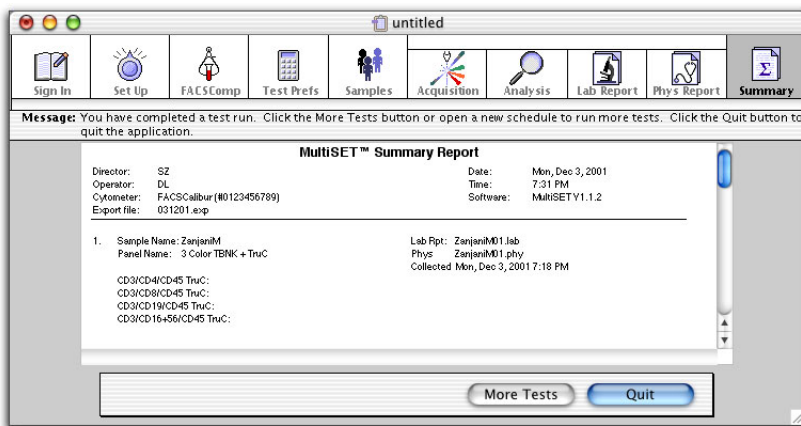 untitled
Sign In Set Up FACSComp Test Prefs Samples Acquisition Analysis Lab Report Phys Report Summary
Message: You have completed a test run. Click the More Tests button or open a new schedule to run more tests. Click the Quit button to
quit the application.
MultiSET™ Summary Report
Director: SZ Date: Mon, Dec 3, 2001
Operator: DL Time: 7:31 PM
Cytometer: FACSCalibur (#0123456789) Software: MultiSET V1.1.2
Export file: 031201.exp
1. Sample Name: ZanjaniM Lab Rpt: ZanjaniM01.lab
Panel Name: 3 Color TBNK + TruC Phys ZanjaniM01.phy
Collected Mon, Dec 3, 2001 7:18 PM
CD3/CD4/CD45 TruC:
CD3/CD8/CD45 TruC:
CD3/CD19/CD45 TruC:
CD3/CD16+56/CD45 TruC:
More Tests Quit